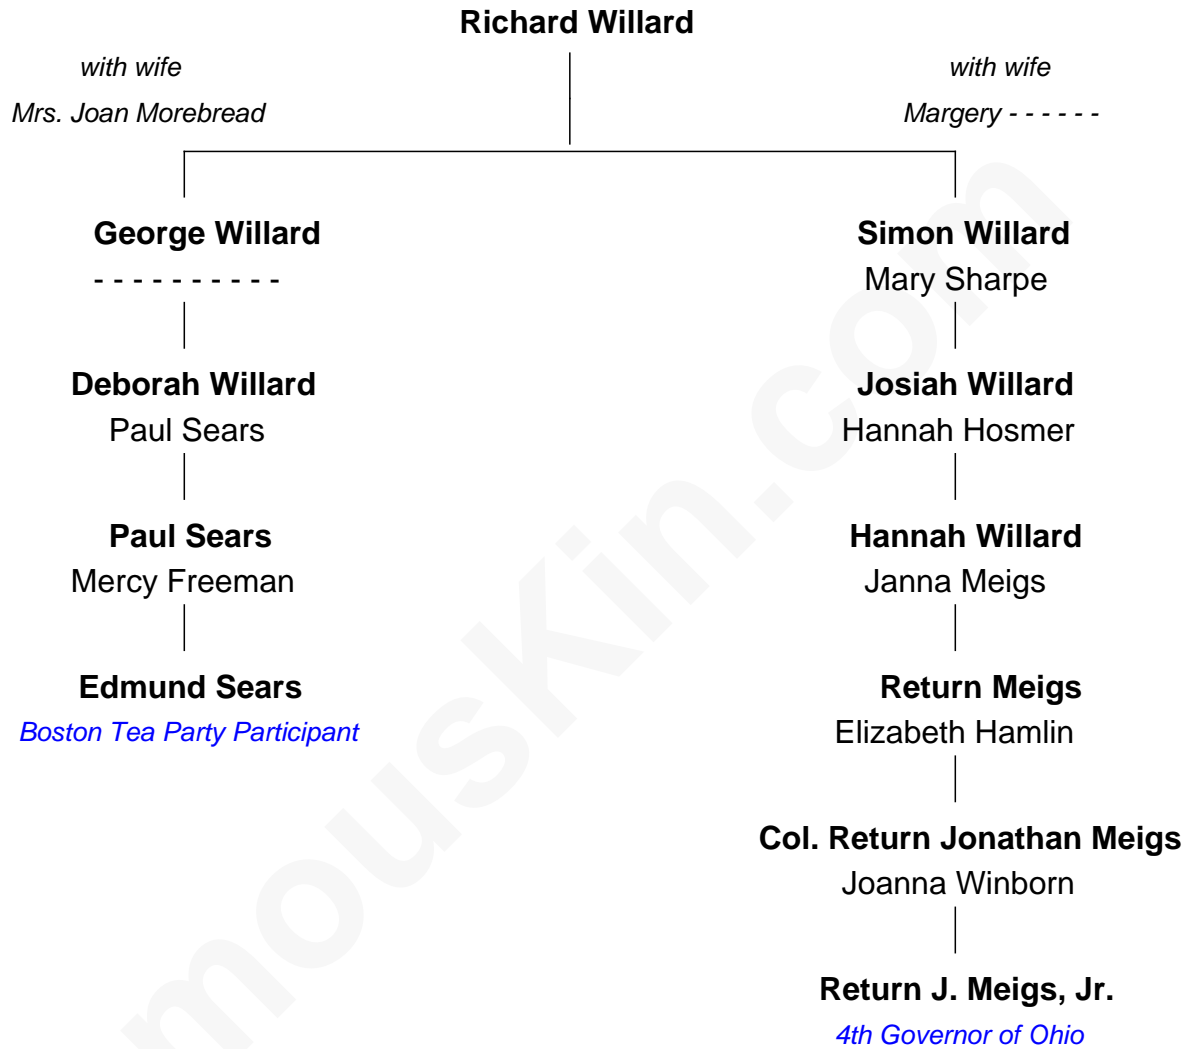 Richard Willard
with wife
Mrs. Joan Morebread
with wife
Margery - - - - - -
George Willard
- - - - - - - - - -
Simon Willard
Mary Sharpe
Deborah Willard
Paul Sears
Josiah Willard
Hannah Hosmer
Paul Sears
Mercy Freeman
Hannah Willard
Janna Meigs
Edmund Sears
Boston Tea Party Participant
Return Meigs
Elizabeth Hamlin
Col. Return Jonathan Meigs
Joanna Winborn
Return J. Meigs, Jr.
4th Governor of Ohio
mouskin.com